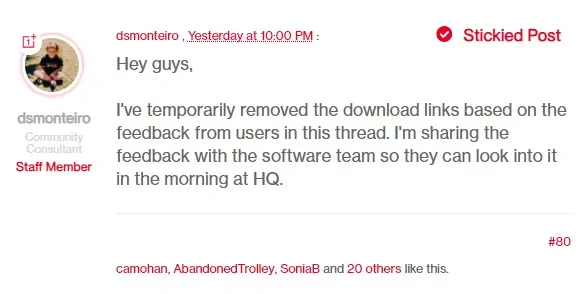 dsmonteiro , Yesterday at 10:00 PM :
Stickied Post
Hey guys,
I've temporarily removed the download links based on the
feedback from users in this thread. I'm sharing the
feedback with the software team so they can look into it
in the morning at HQ.
dsmonteiro
Community
Consultant
Staff Member
#80
camohan, AbandonedTrolley, SoniaB and 20 others like this.